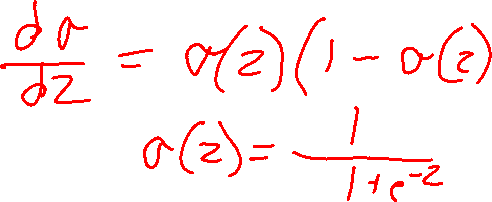 dσ/dz = σ(z)(1 - σ(z)
σ(z) = 1/(1+e^-z)